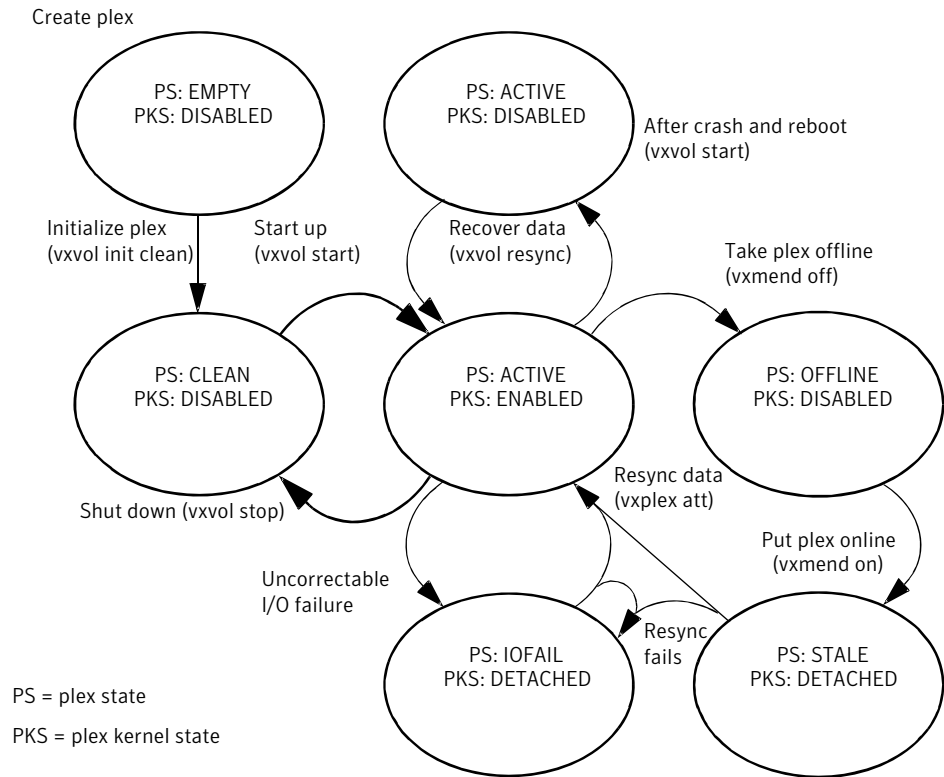 Create plex
PS: EMPTY
PKS: DISABLED
PS: ACTIVE
PKS: DISABLED
After crash and reboot
(vxvol start)
Initialize plex
(vxvol init clean)
Start up
(vxvol start)
Recover data
(vxvol resync)
Take plex offline
(vxmend off)
PS: CLEAN
PKS: DISABLED
PS: ACTIVE
PKS: ENABLED
PS: OFFLINE
PKS: DISABLED
Shut down (vxvol stop)
Resync data
(vxplex att)
Put plex online
(vxmend on)
Uncorrectable
I/O failure
PS: IOFAIL
PKS: DETACHED
Resync
fails
PS: STALE
PKS: DETACHED
PS = plex state
PKS = plex kernel state